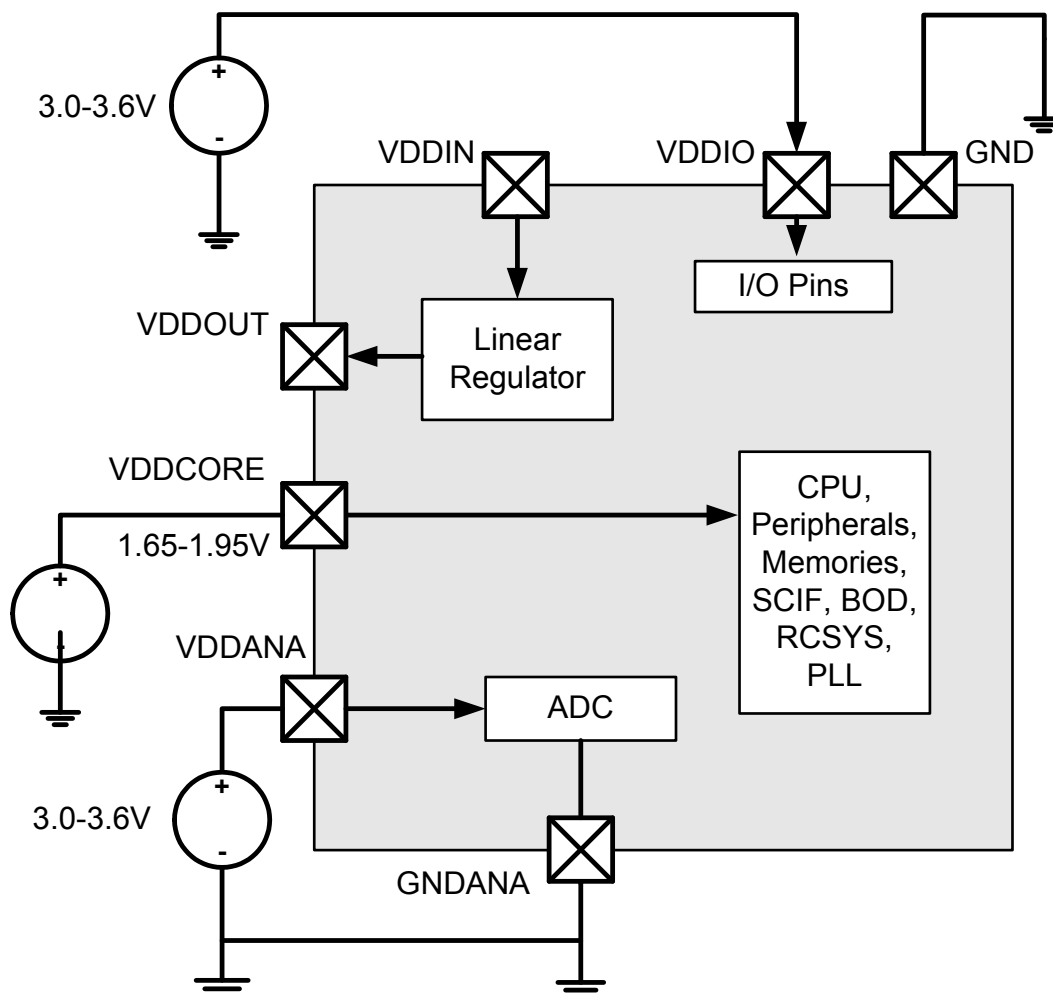 +
3.0-3.6V
-
VDDIN
VDDIO
GND
I/O Pins
VDDOUT
Linear
Regulator
VDDCORE
1.65-1.95V
+
-
CPU,
Peripherals,
Memories,
SCIF, BOD,
RCSYS,
PLL
VDDANA
ADC
+
3.0-3.6V
-
GNDANA